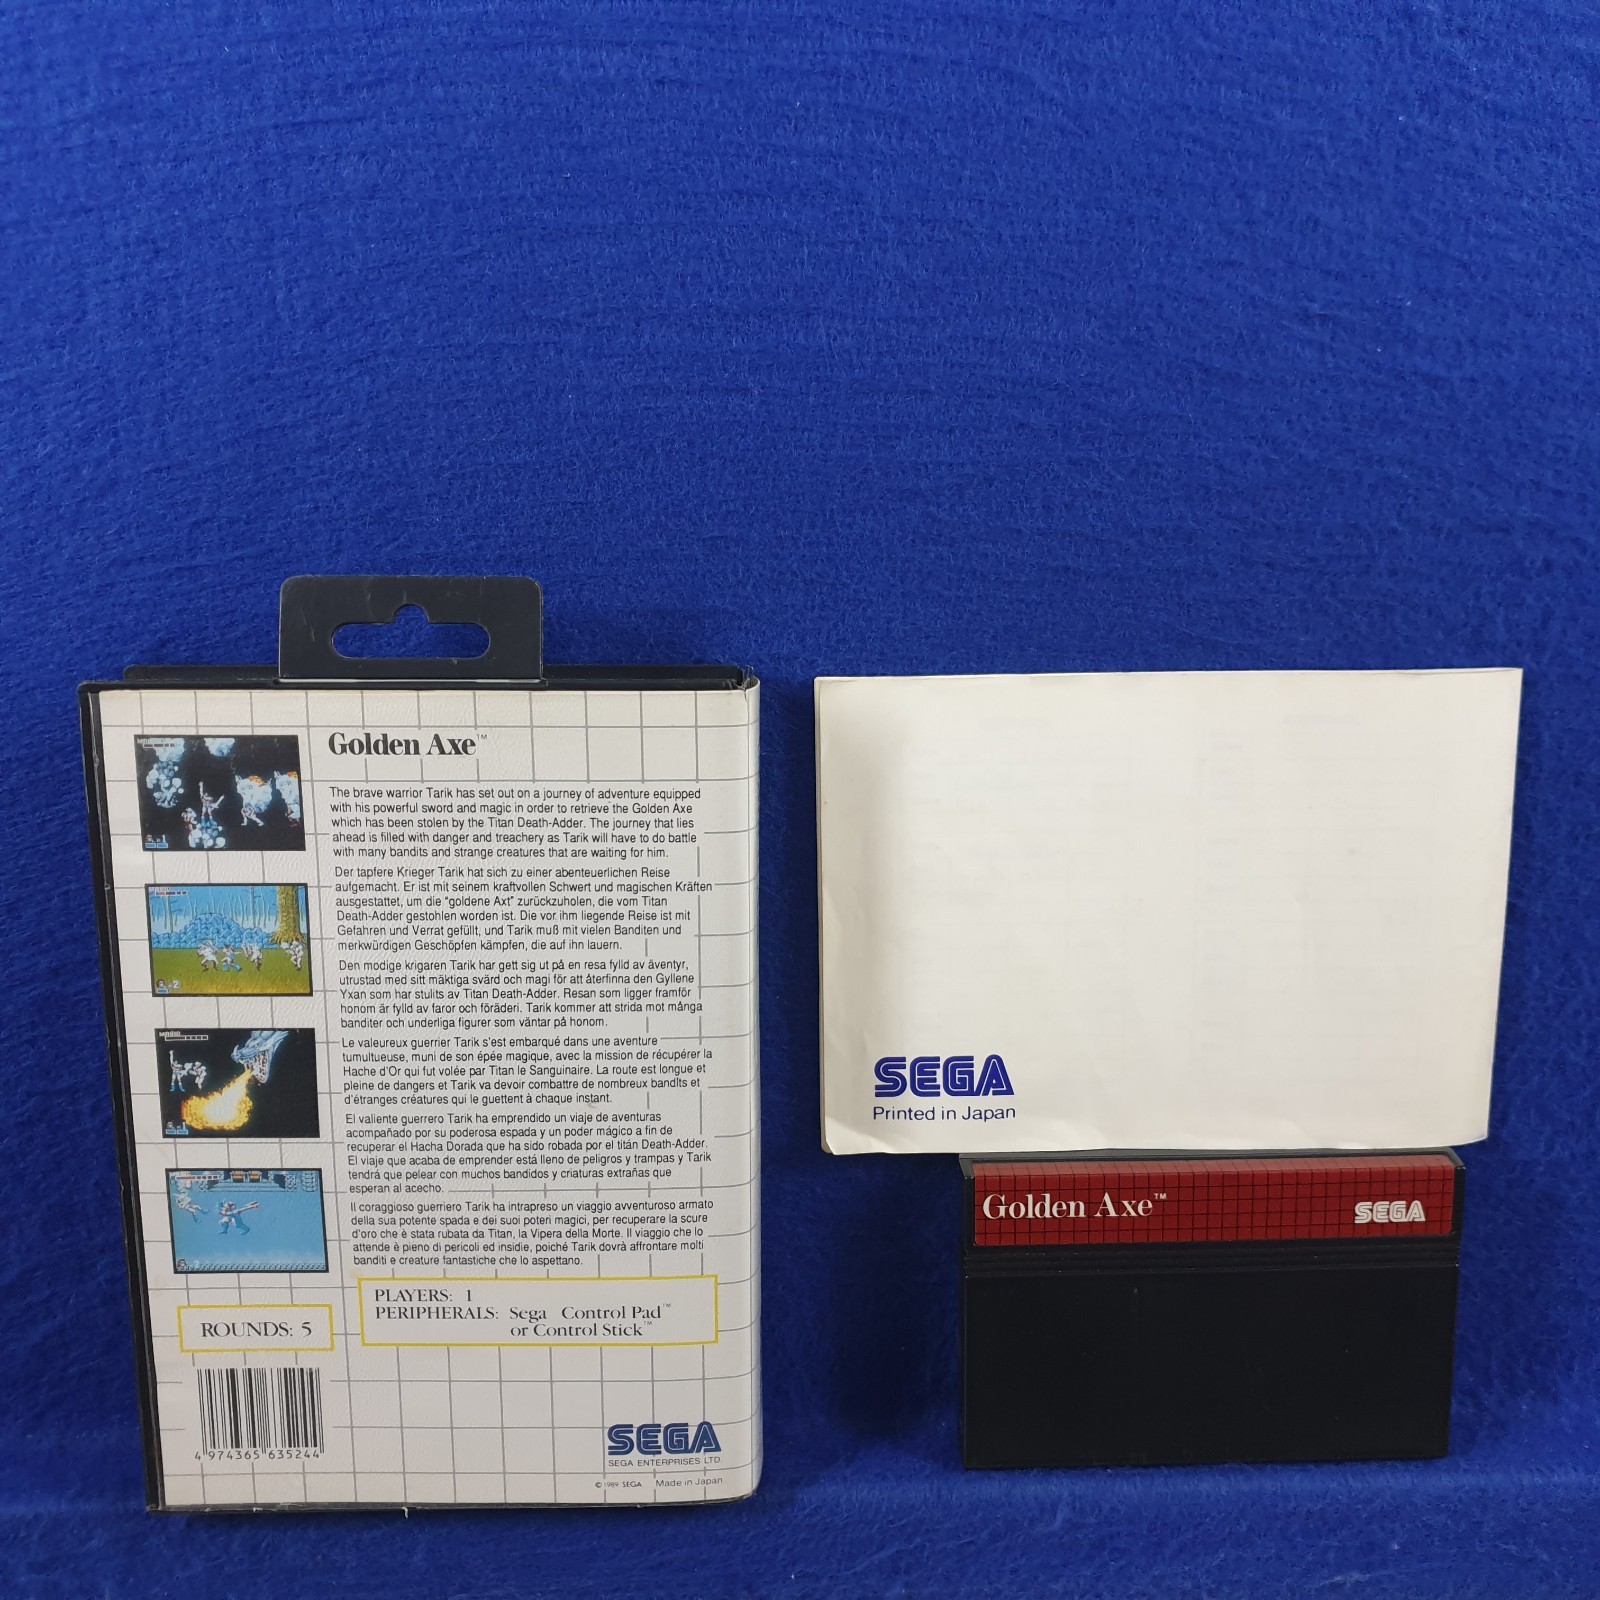 Golden Axe™
The brave warrior Tarik has set out on a journey of adventure equipped
with his powerful sword and magic in order to retrieve the Golden Axe
which has been stolen by the Titan Death-Adder. The journey that lies
ahead is filled with danger and treachery as Tarik will have to do battle
with many bandits and strange creatures that are waiting for him.
Der tapfere Krieger Tarik hat sich zu einer abenteuerlichen Reise
aufgemacht. Er ist mit seinem kraftvollen Schwert und magischen Kräften
ausgestattet, um die "goldene Axt" zurückzuholen, die vom Titan
Death-Adder gestohlen worden ist. Die vor ihm liegende Reise ist mit
Gefahren und Verrat gefüllt, und Tarik muß mit vielen Banditen und
merkwürdigen Geschöpfen kämpfen, die auf ihn lauern.
Den modige krigaren Tarik har gett sig ut på en resa fylld av äventyr,
utrustad med sitt mäktiga svärd och magi för att återfinna den Gyllene
Yxan som har stulits av Titan Death-Adder. Resan som ligger framför
honom är fylld av faror och föräderi. Tarik kommer att strida mot många
banditer och underliga figurer som väntar på honom.
Le valeureux guerrier Tarik s'est embarqué dans une aventure
tumultueuse, muni de son épée magique, avec la mission de récupérer la
Hache d'Or qui fut volée par Titan le Sanguinaire. La route est longue et
pleine de dangers et Tarik va devoir combattre de nombreux bandits et
d'étranges créatures qui le guettent à chaque instant.
El valiente guerrero Tarik ha emprendido un viaje de aventuras
acompañado por su poderosa espada y un poder mágico a fin de
recuperar el Hacha Dorada que ha sido robada por el titán Death-Adder.
El viaje que acaba de emprender está lleno de peligros y trampas y Tarik
tendrá que pelear con muchos bandidos y criaturas extrañas que
esperan al acecho.
Il coraggioso guerriero Tarik ha intrapreso un viaggio avventuroso armato
della sua potente spada e dei suoi poteri magici, per recuperare la scure
d'oro che è stata rubata da Titan, la Vipera della Morte. Il viaggio che lo
attende è pieno di pericoli ed insidie, poiché Tarik dovrà affrontare molti
banditi e creature fantastiche che lo aspettano.
ROUNDS: 5
PLAYERS: 1
PERIPHERALS: Sega Control Pad™
or Control Stick™
4 974365 635244
SEGA
SEGA ENTERPRISES LTD.
© 1989 SEGA Made in Japan
SEGA
Printed in Japan
Golden Axe™
SEGA